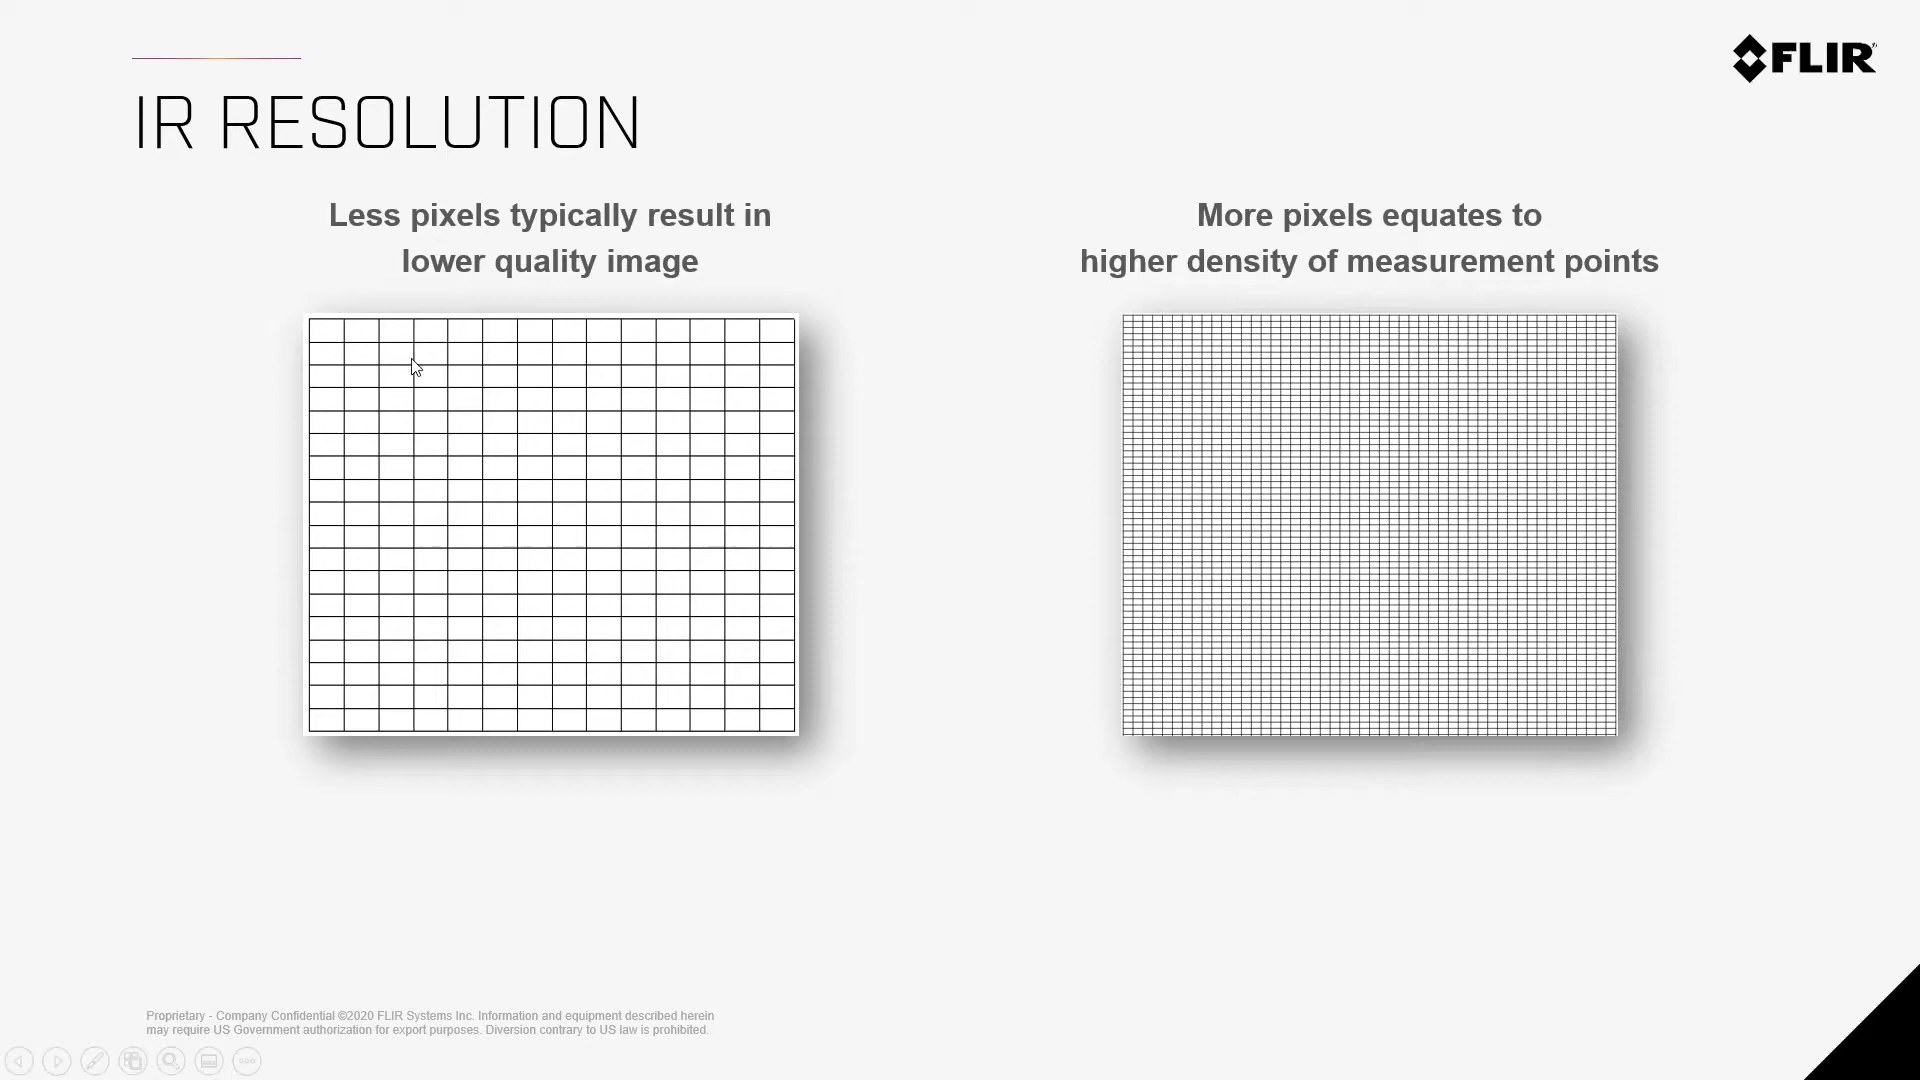 FLIR
IR RESOLUTION
Less pixels typically result in
lower quality image
More pixels equates to
higher density of measurement points
Proprietary - Company Confidential ©2020 FLIR Systems Inc. Information and equipment described herein
may require US Government authorization for export purposes. Diversion contrary to US law is prohibited.